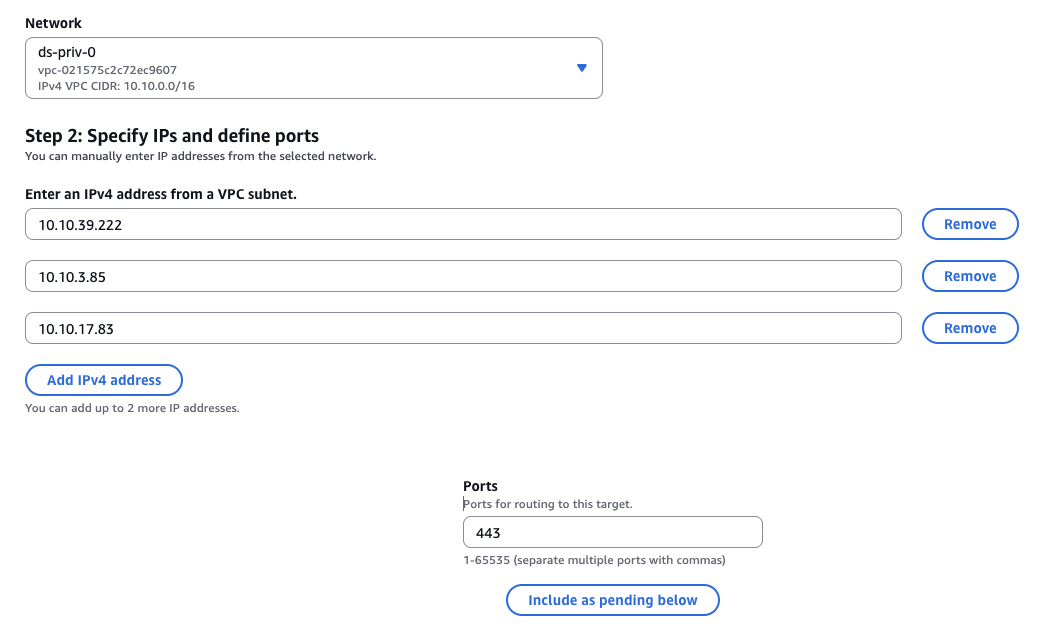 Network
ds-priv-0
vpc-021575c2c72ec9607
IPv4 VPC CIDR: 10.10.0.0/16
Step 2: Specify IPs and define ports
You can manually enter IP addresses from the selected network.
Enter an IPv4 address from a VPC subnet.
10.10.39.222
Remove
10.10.3.85
Remove
10.10.17.83
Remove
Add IPv4 address
You can add up to 2 more IP addresses.
Ports
Ports for routing to this target.
443
1-65535 (separate multiple ports with commas)
Include as pending below